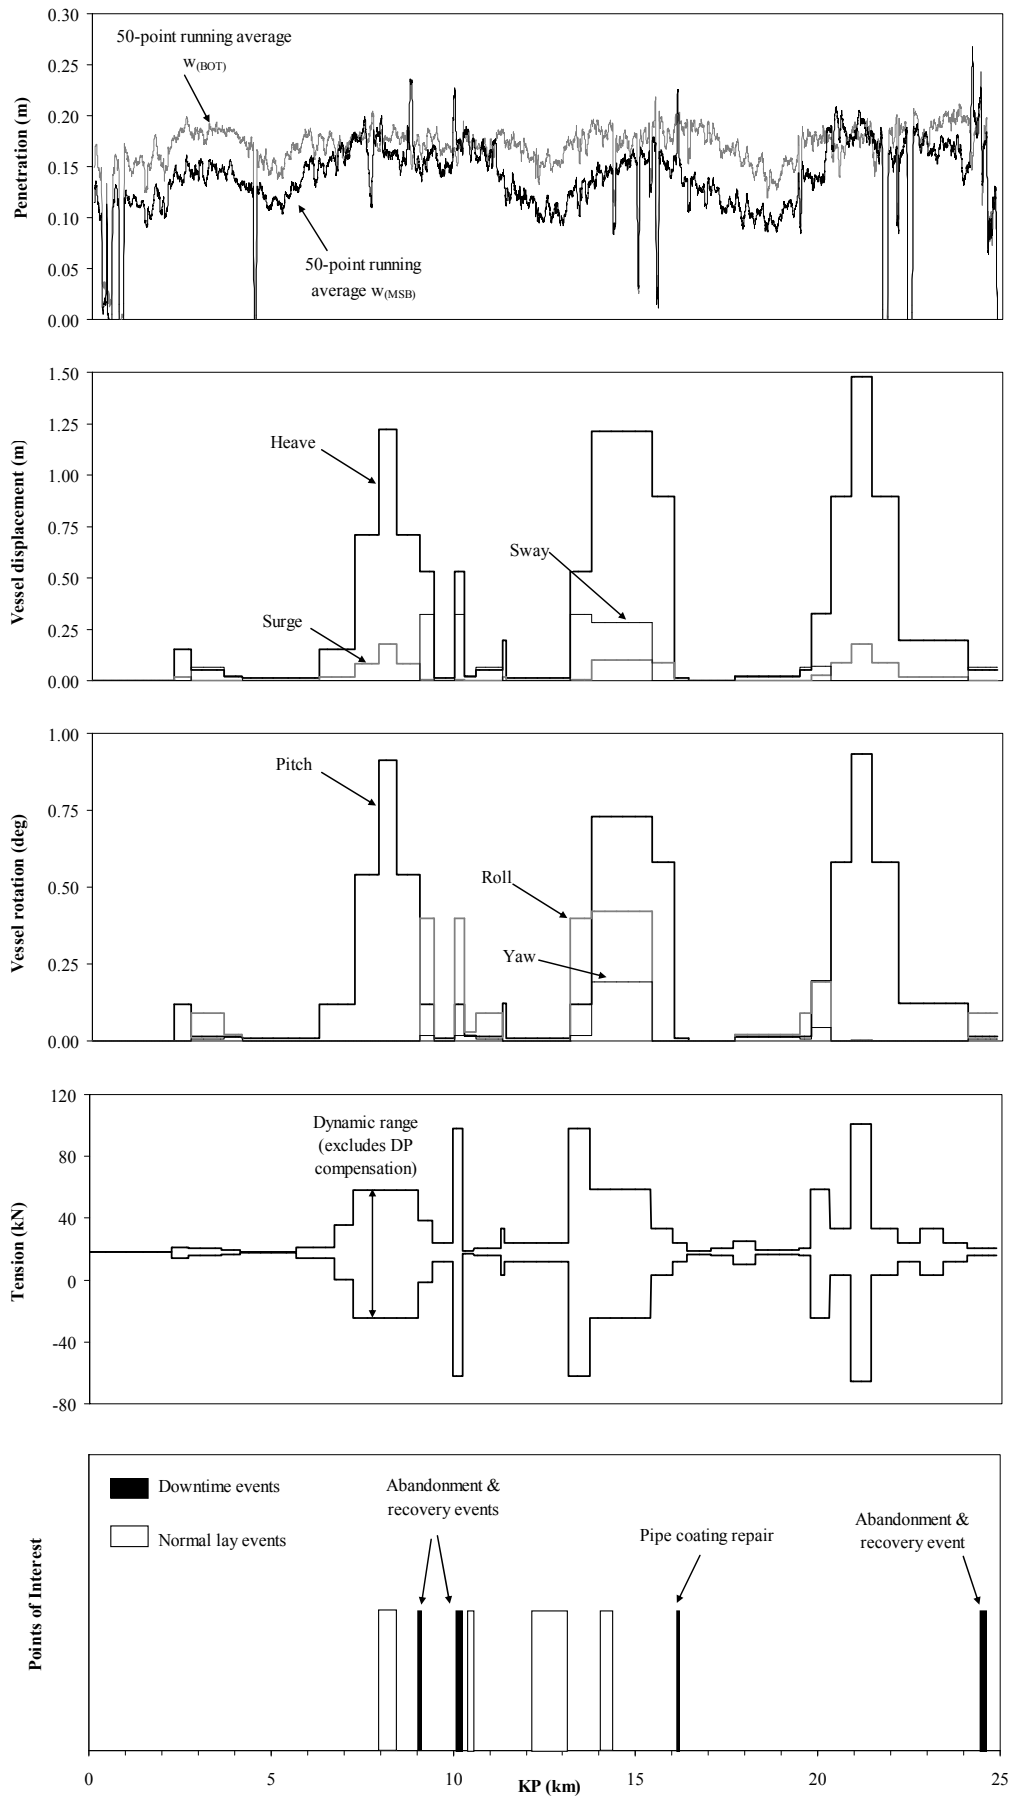 0.30
0.25
0.20
0.15
0.10
0.05
0.00
Penetration (m)
50-point running average
w(BOT)
50-point running
average w(MSB)
1.50
1.25
1.00
0.75
0.50
0.25
0.00
Vessel displacement (m)
Heave
Sway
Surge
1.00
0.75
0.50
0.25
0.00
Vessel rotation (deg)
Pitch
Roll
Yaw
120
80
40
0
-40
-80
Tension (kN)
Dynamic range
(excludes DP
compensation)
Points of Interest
Downtime events
Normal lay events
Abandonment &
recovery events
Pipe coating repair
Abandonment &
recovery event
0 5 10 15 20 25
KP (km)